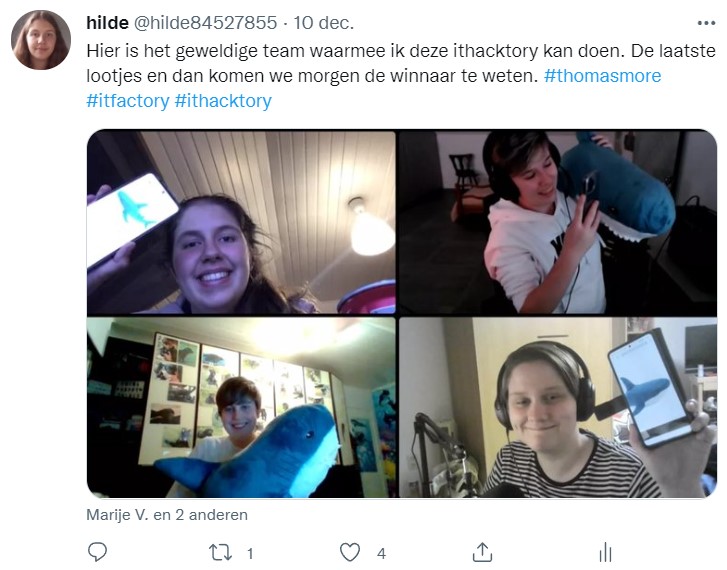 hilde @hilde84527855 · 10 dec.
Hier is het geweldige team waarmee ik deze ithacktory kan doen. De laatste
lootjes en dan komen we morgen de winnaar te weten. #thomasmore
#itfactory #ithacktory
Marije V. en 2 anderen
1 4